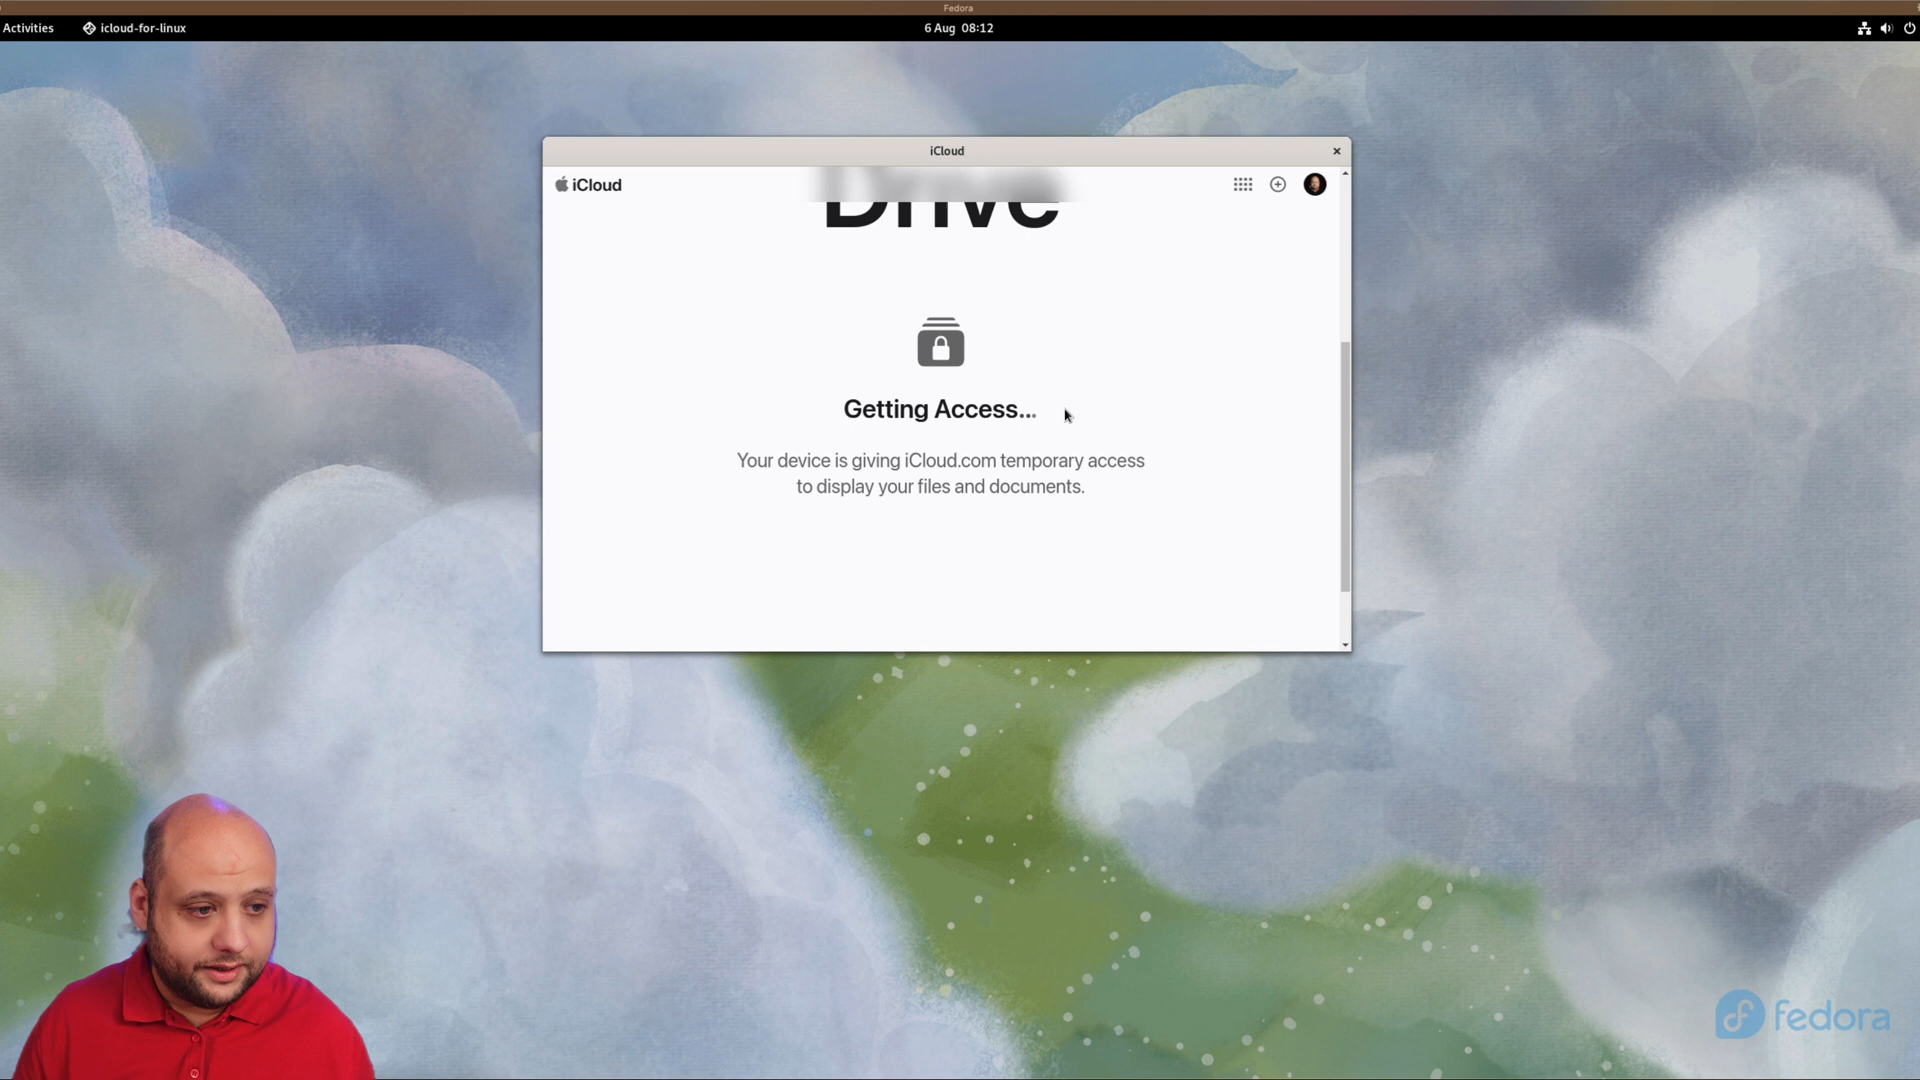 Fedora
Activities
icloud-for-linux
6 Aug 08:12
iCloud
iCloud
Drive
Getting Access...
Your device is giving iCloud.com temporary access
to display your files and documents.
fedora